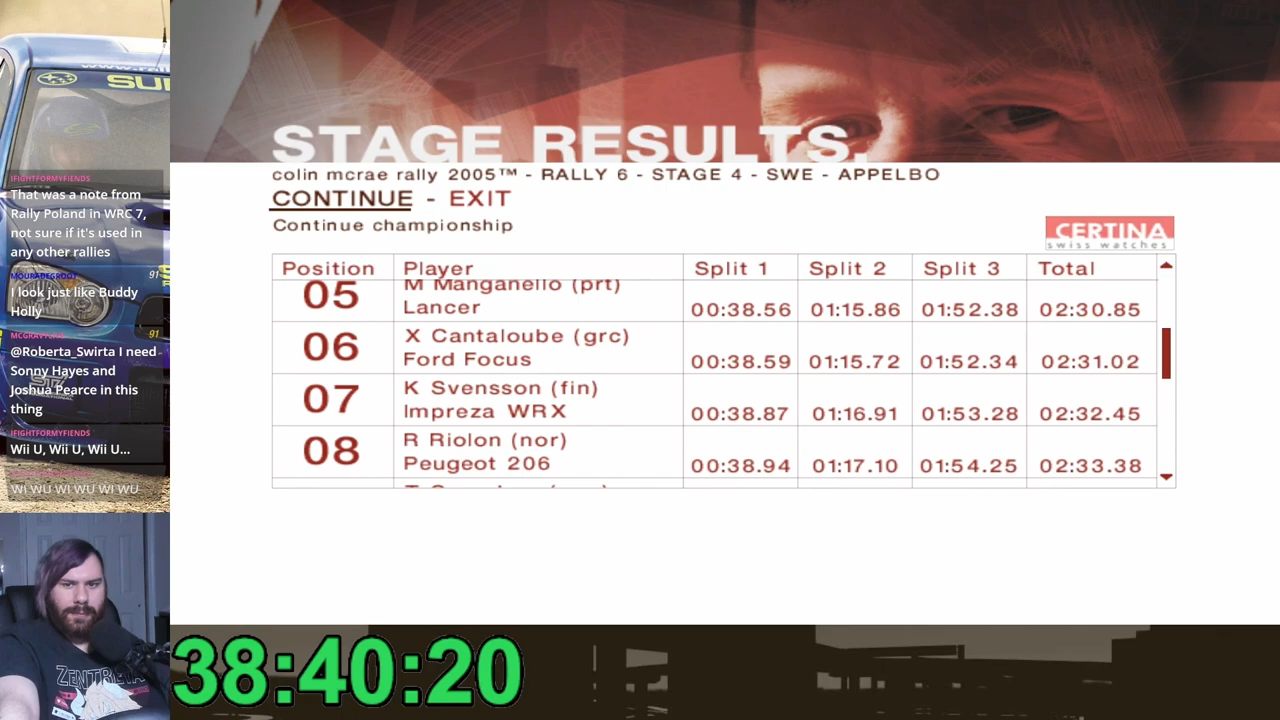 STAGE RESULTS.
colin mcrae rally 2005™ - RALLY 6 - STAGE 4 - SWE - APPELBO
CONTINUE - EXIT
Continue championship
CERTINA
swiss watches
Position Player Split 1 Split 2 Split 3 Total
05 M Manganello (prt)
Lancer 00:38.56 01:15.86 01:52.38 02:30.85
06 X Cantaloube (grc)
Ford Focus 00:38.59 01:15.72 01:52.34 02:31.02
07 K Svensson (fin)
Impreza WRX 00:38.87 01:16.91 01:53.28 02:32.45
08 R Riolon (nor)
Peugeot 206 00:38.94 01:17.10 01:54.25 02:33.38
SU
IFIGHTFORMYFIENDS
That was a note from
Rally Poland in WRC 7,
not sure if it's used in
any other rallies
MOURADEGROOT
91
I look just like Buddy
Holly
91
@Roberta_Swirta I need
Sonny Hayes and
Joshua Pearce in this
thing
IFIGHTFORMYFIENDS
Wii U, Wii U, Wii U...
WI WU WI WU WI WU
38:40:20